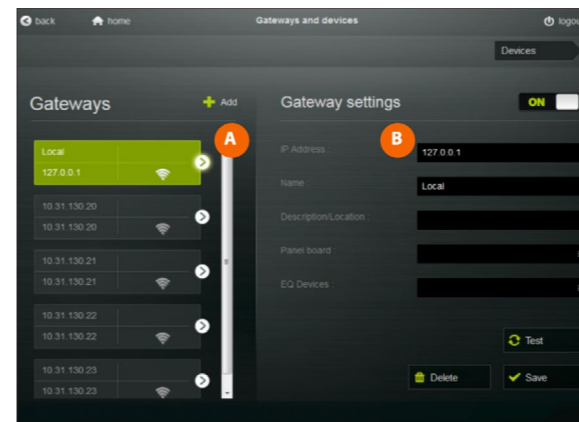 back home Gateways and devices logou
Devices
Gateways Add Gateway settings ON
A B
Local
127.0.0.1
10.31.130.20
10.31.130.20
10.31.130.21
10.31.130.21
10.31.130.22
10.31.130.22
10.31.130.23
10.31.130.23
IP Address : 127.0.0.1
Name : Local
Description/Location :
Panel board :
EQ Devices :
Test
Delete Save